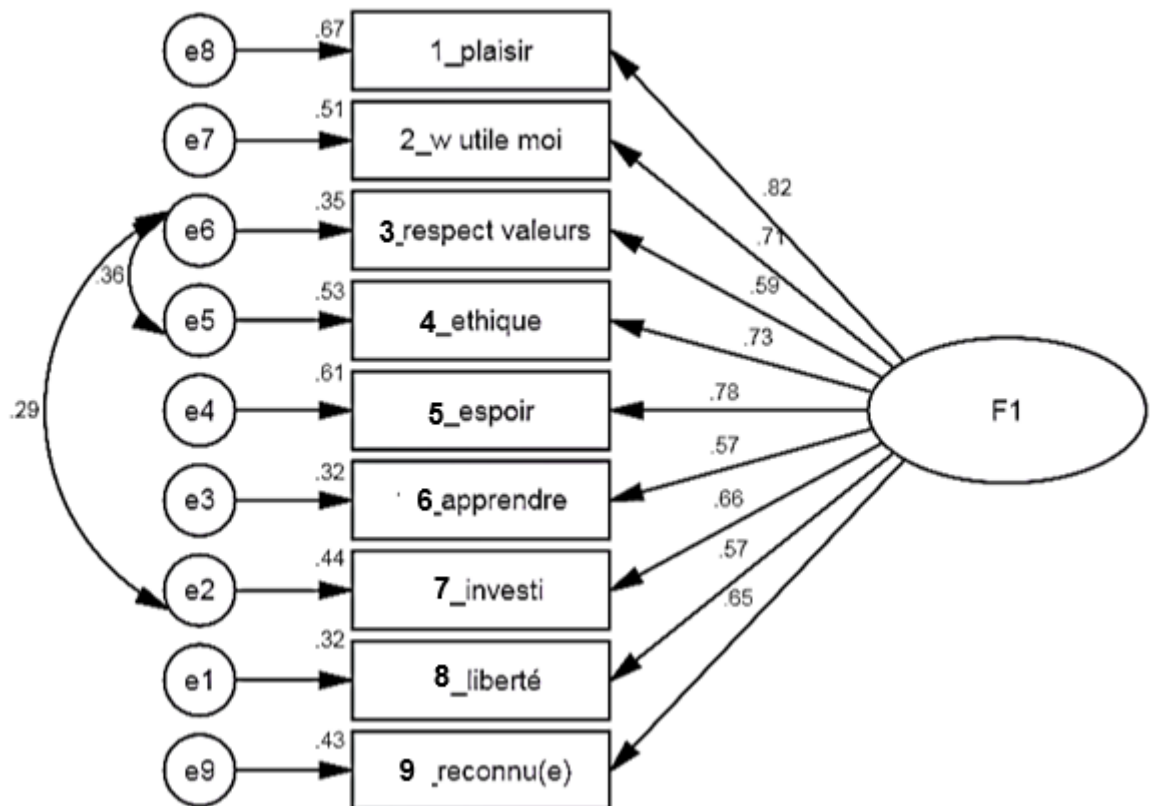 e8
.67
1_plaisir
e7
.51
2_w utile moi
.82
e6
.35
3_respect valeurs
.71
.36
e5
.53
4_ethique
.59
.73
e4
.61
5_espoir
.78
F1
.29
e3
.32
6_apprendre
.57
e2
.44
7_investi
.66
e1
.32
8_liberté
.57
e9
.43
9 _reconnu(e)
.65